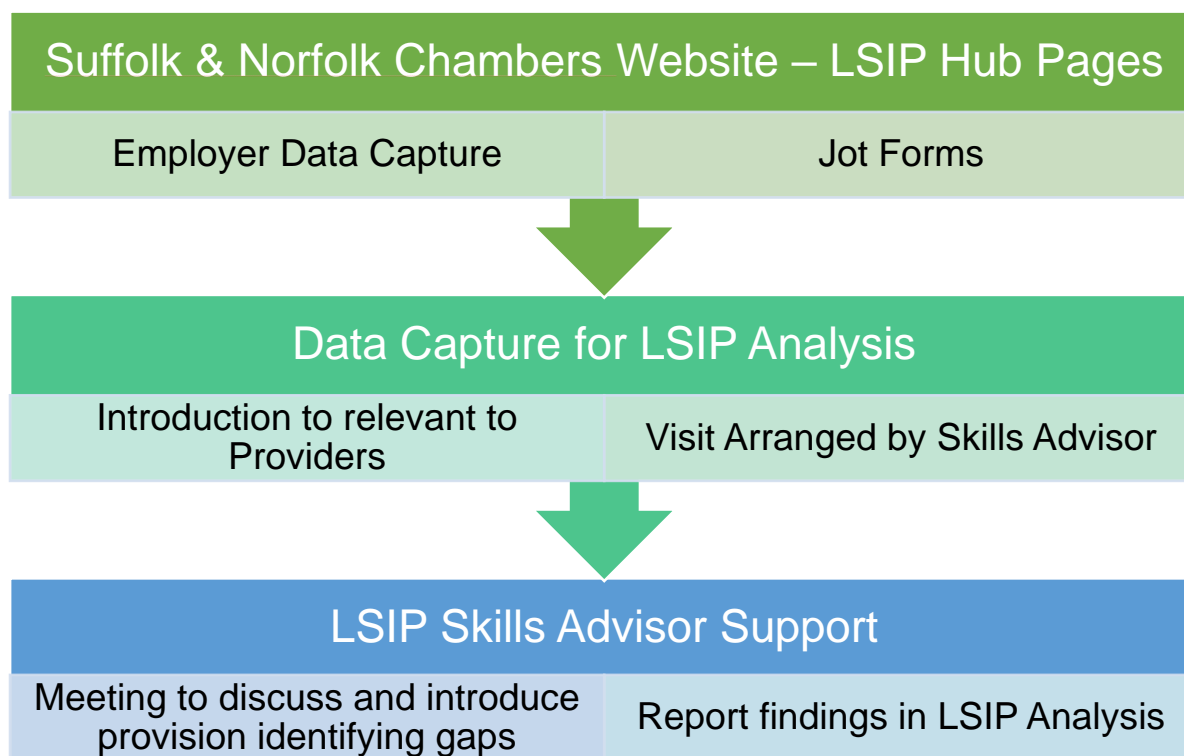 Suffolk & Norfolk Chambers Website – LSIP Hub Pages
Employer Data Capture
Jot Forms
Data Capture for LSIP Analysis
Introduction to relevant to
Providers
Visit Arranged by Skills Advisor
LSIP Skills Advisor Support
Meeting to discuss and introduce
provision identifying gaps
Report findings in LSIP Analysis